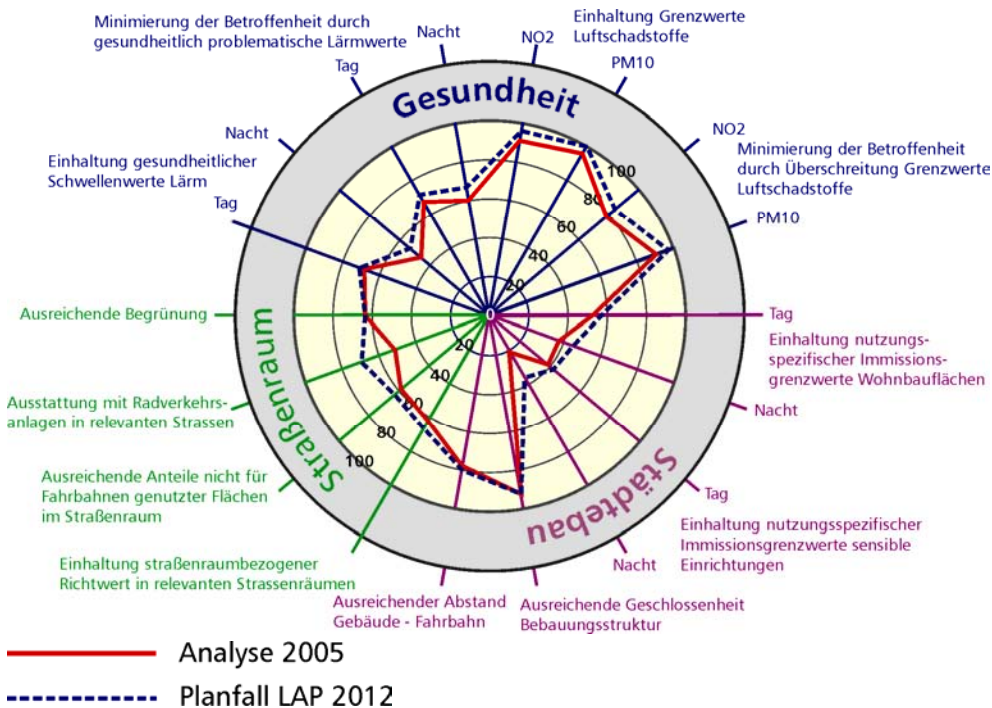 Minimierung der Betroffenheit durch
gesundheitlich problematische Lärmwerte
Tag
Nacht
NO2
Einhaltung Grenzwerte
Luftschadstoffe
PM10
NO2
Minimierung der Betroffenheit
durch Überschreitung Grenzwerte
Luftschadstoffe
PM10
Nacht
Einhaltung gesundheitlicher
Schwellenwerte Lärm
Tag
Gesundheit
100
80
60
40
20
0
20
40
60
80
100
Ausreichende Begrünung
Ausstattung mit Radverkehrs-
anlagen in relevanten Strassen
Ausreichende Anteile nicht für
Fahrbahnen genutzter Flächen
im Straßenraum
Einhaltung straßenraumbezogener
Richtwert in relevanten Strassenräumen
Straßenraum
Städtebau
Tag
Einhaltung nutzungs-
spezifischer Immissions-
grenzwerte Wohnbauflächen
Nacht
Tag
Einhaltung nutzungsspezifischer
Immissionsgrenzwerte sensible
Einrichtungen
Nacht
Ausreichender Abstand
Gebäude - Fahrbahn
Ausreichende Geschlossenheit
Bebauungsstruktur
Analyse 2005
Planfall LAP 2012